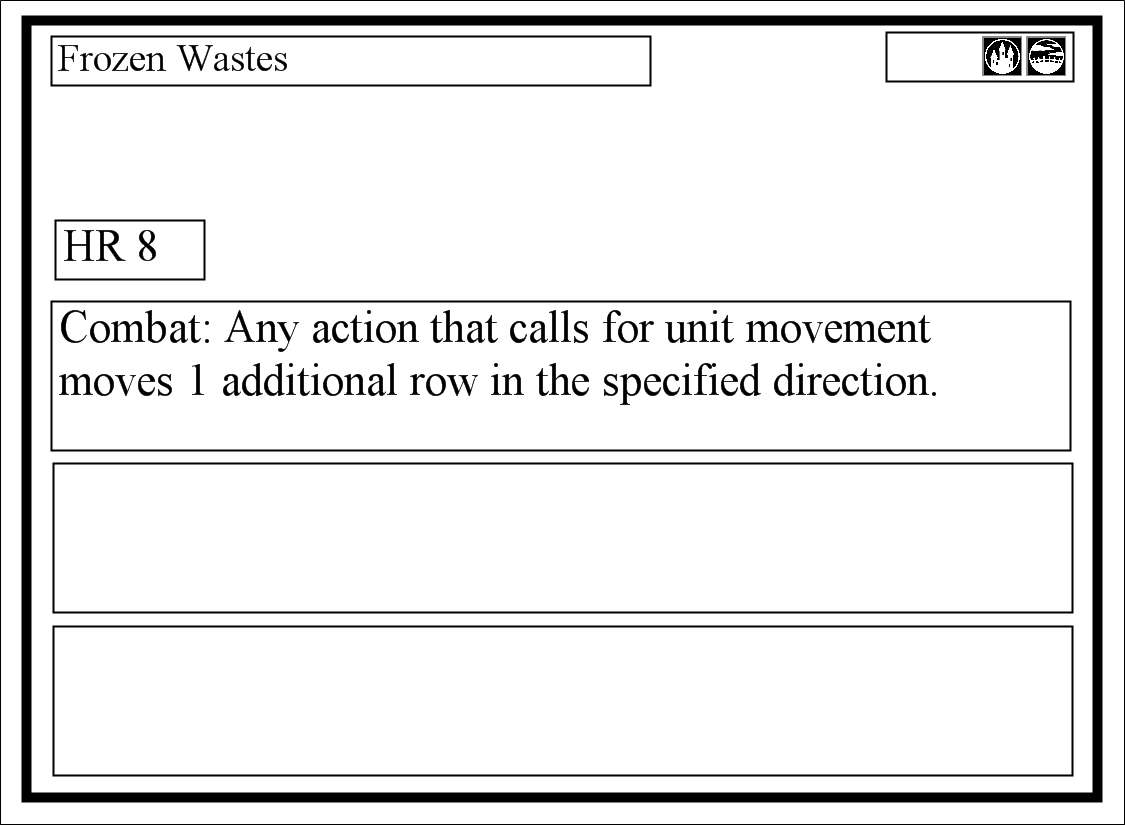 Frozen Wastes
HR 8
Combat: Any action that calls for unit movement
moves 1 additional row in the specified direction.